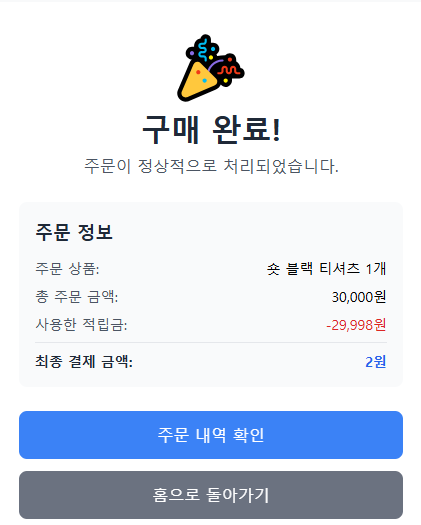 구매 완료!
주문이 정상적으로 처리되었습니다.
주문 정보
주문 상품: 숏 블랙 티셔츠 1개
총 주문 금액: 30,000원
사용한 적립금: -29,998원
최종 결제 금액: 2원
주문 내역 확인
홈으로 돌아가기